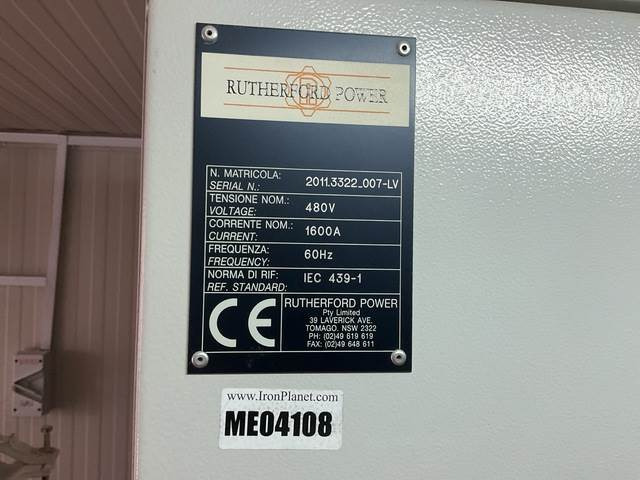 RUTHERFORD POWER
N. MATRICOLA:
SERIAL N.: 2011.3322_007-LV
TENSIONE NOM.:
VOLTAGE: 480V
CORRENTE NOM.:
CURRENT: 1600A
FREQUENZA:
FREQUENCY: 60Hz
NORMA DI RIF:
REF. STANDARD: IEC 439-1
CE
RUTHERFORD POWER
Pty Limited
39 LAVERICK AVE.
TOMAGO, NSW 2322
PH: (02)49 619 619
FAX: (02)49 648 611
www.IronPlanet.com
ME04108